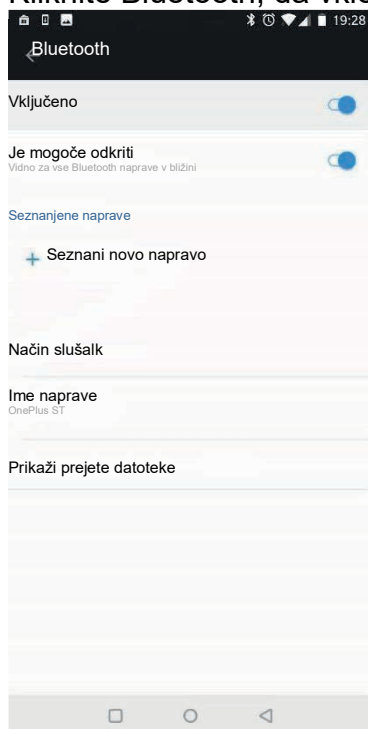 Kliknite Bluetooth, da vklo
19:28
Bluetooth
Vključeno
Je mogoče odkriti
Vidno za vse Bluetooth naprave v bližini
Seznanjene naprave
+ Seznani novo napravo
Način slušalk
Ime naprave
OnePlus ST
Prikaži prejete datoteke